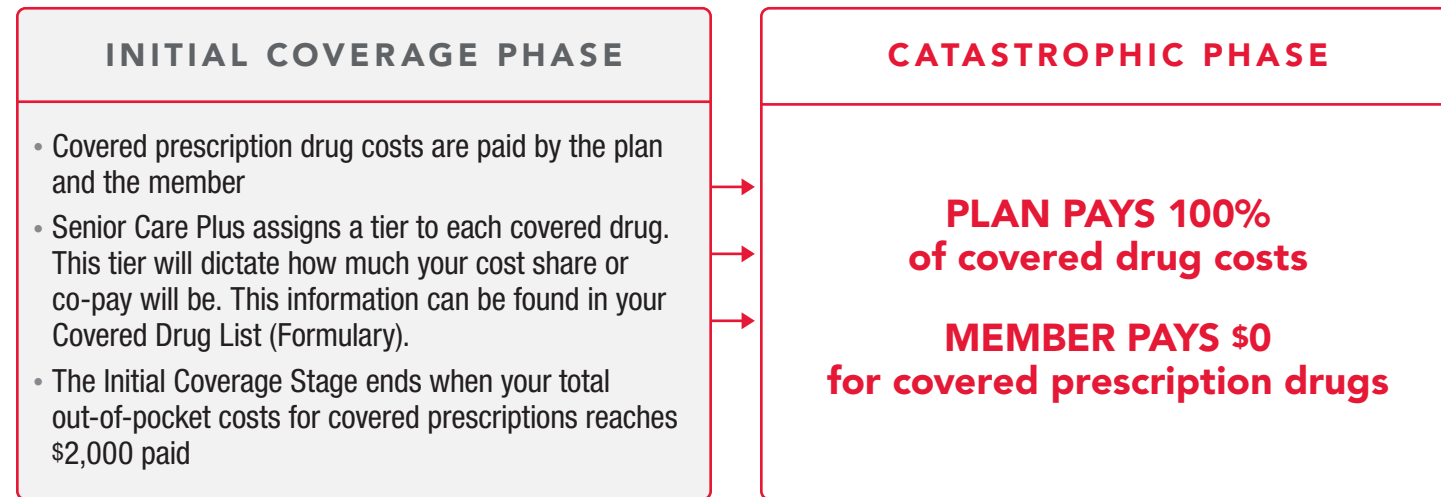 INITIAL COVERAGE PHASE
• Covered prescription drug costs are paid by the plan
and the member
• Senior Care Plus assigns a tier to each covered drug.
This tier will dictate how much your cost share or
co-pay will be. This information can be found in your
Covered Drug List (Formulary).
• The Initial Coverage Stage ends when your total
out-of-pocket costs for covered prescriptions reaches
$2,000 paid
CATASTROPHIC PHASE
PLAN PAYS 100%
of covered drug costs
MEMBER PAYS $0
for covered prescription drugs